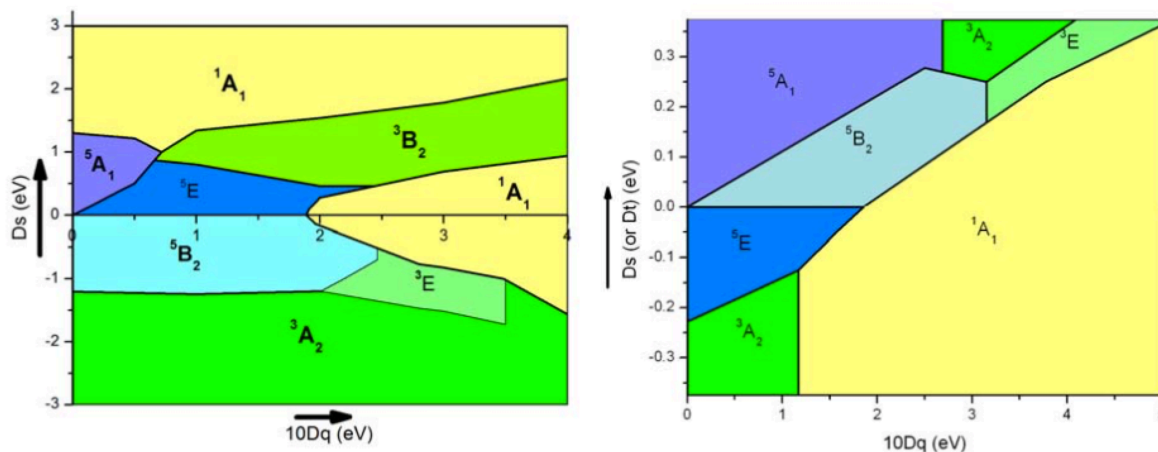 3
2
1
0
-1
-2
-3
Ds (eV)
¹A₁
³B₂
⁵A₁
⁵E
¹A₁
⁵B₂
³E
³A₂
0
1
2
3
4
10Dq (eV)
0.3
0.2
0.1
0.0
-0.1
-0.2
-0.3
Ds (or Dt) (eV)
³A₂
³E
⁵A₁
⁵B₂
⁵E
¹A₁
³A₂
0
1
2
3
4
10Dq (eV)